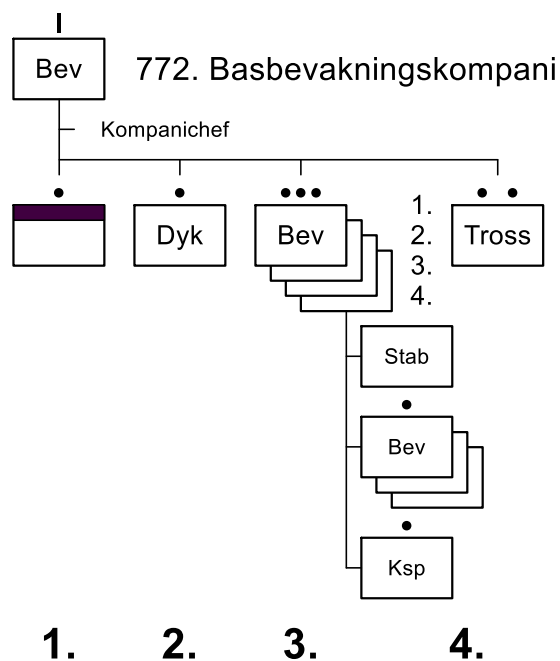 Bev
772. Basbevakningskompani
Kompanichef
Dyk
Bev
1.
2.
3.
4.
Tross
Stab
Bev
Ksp
1. 2. 3. 4.